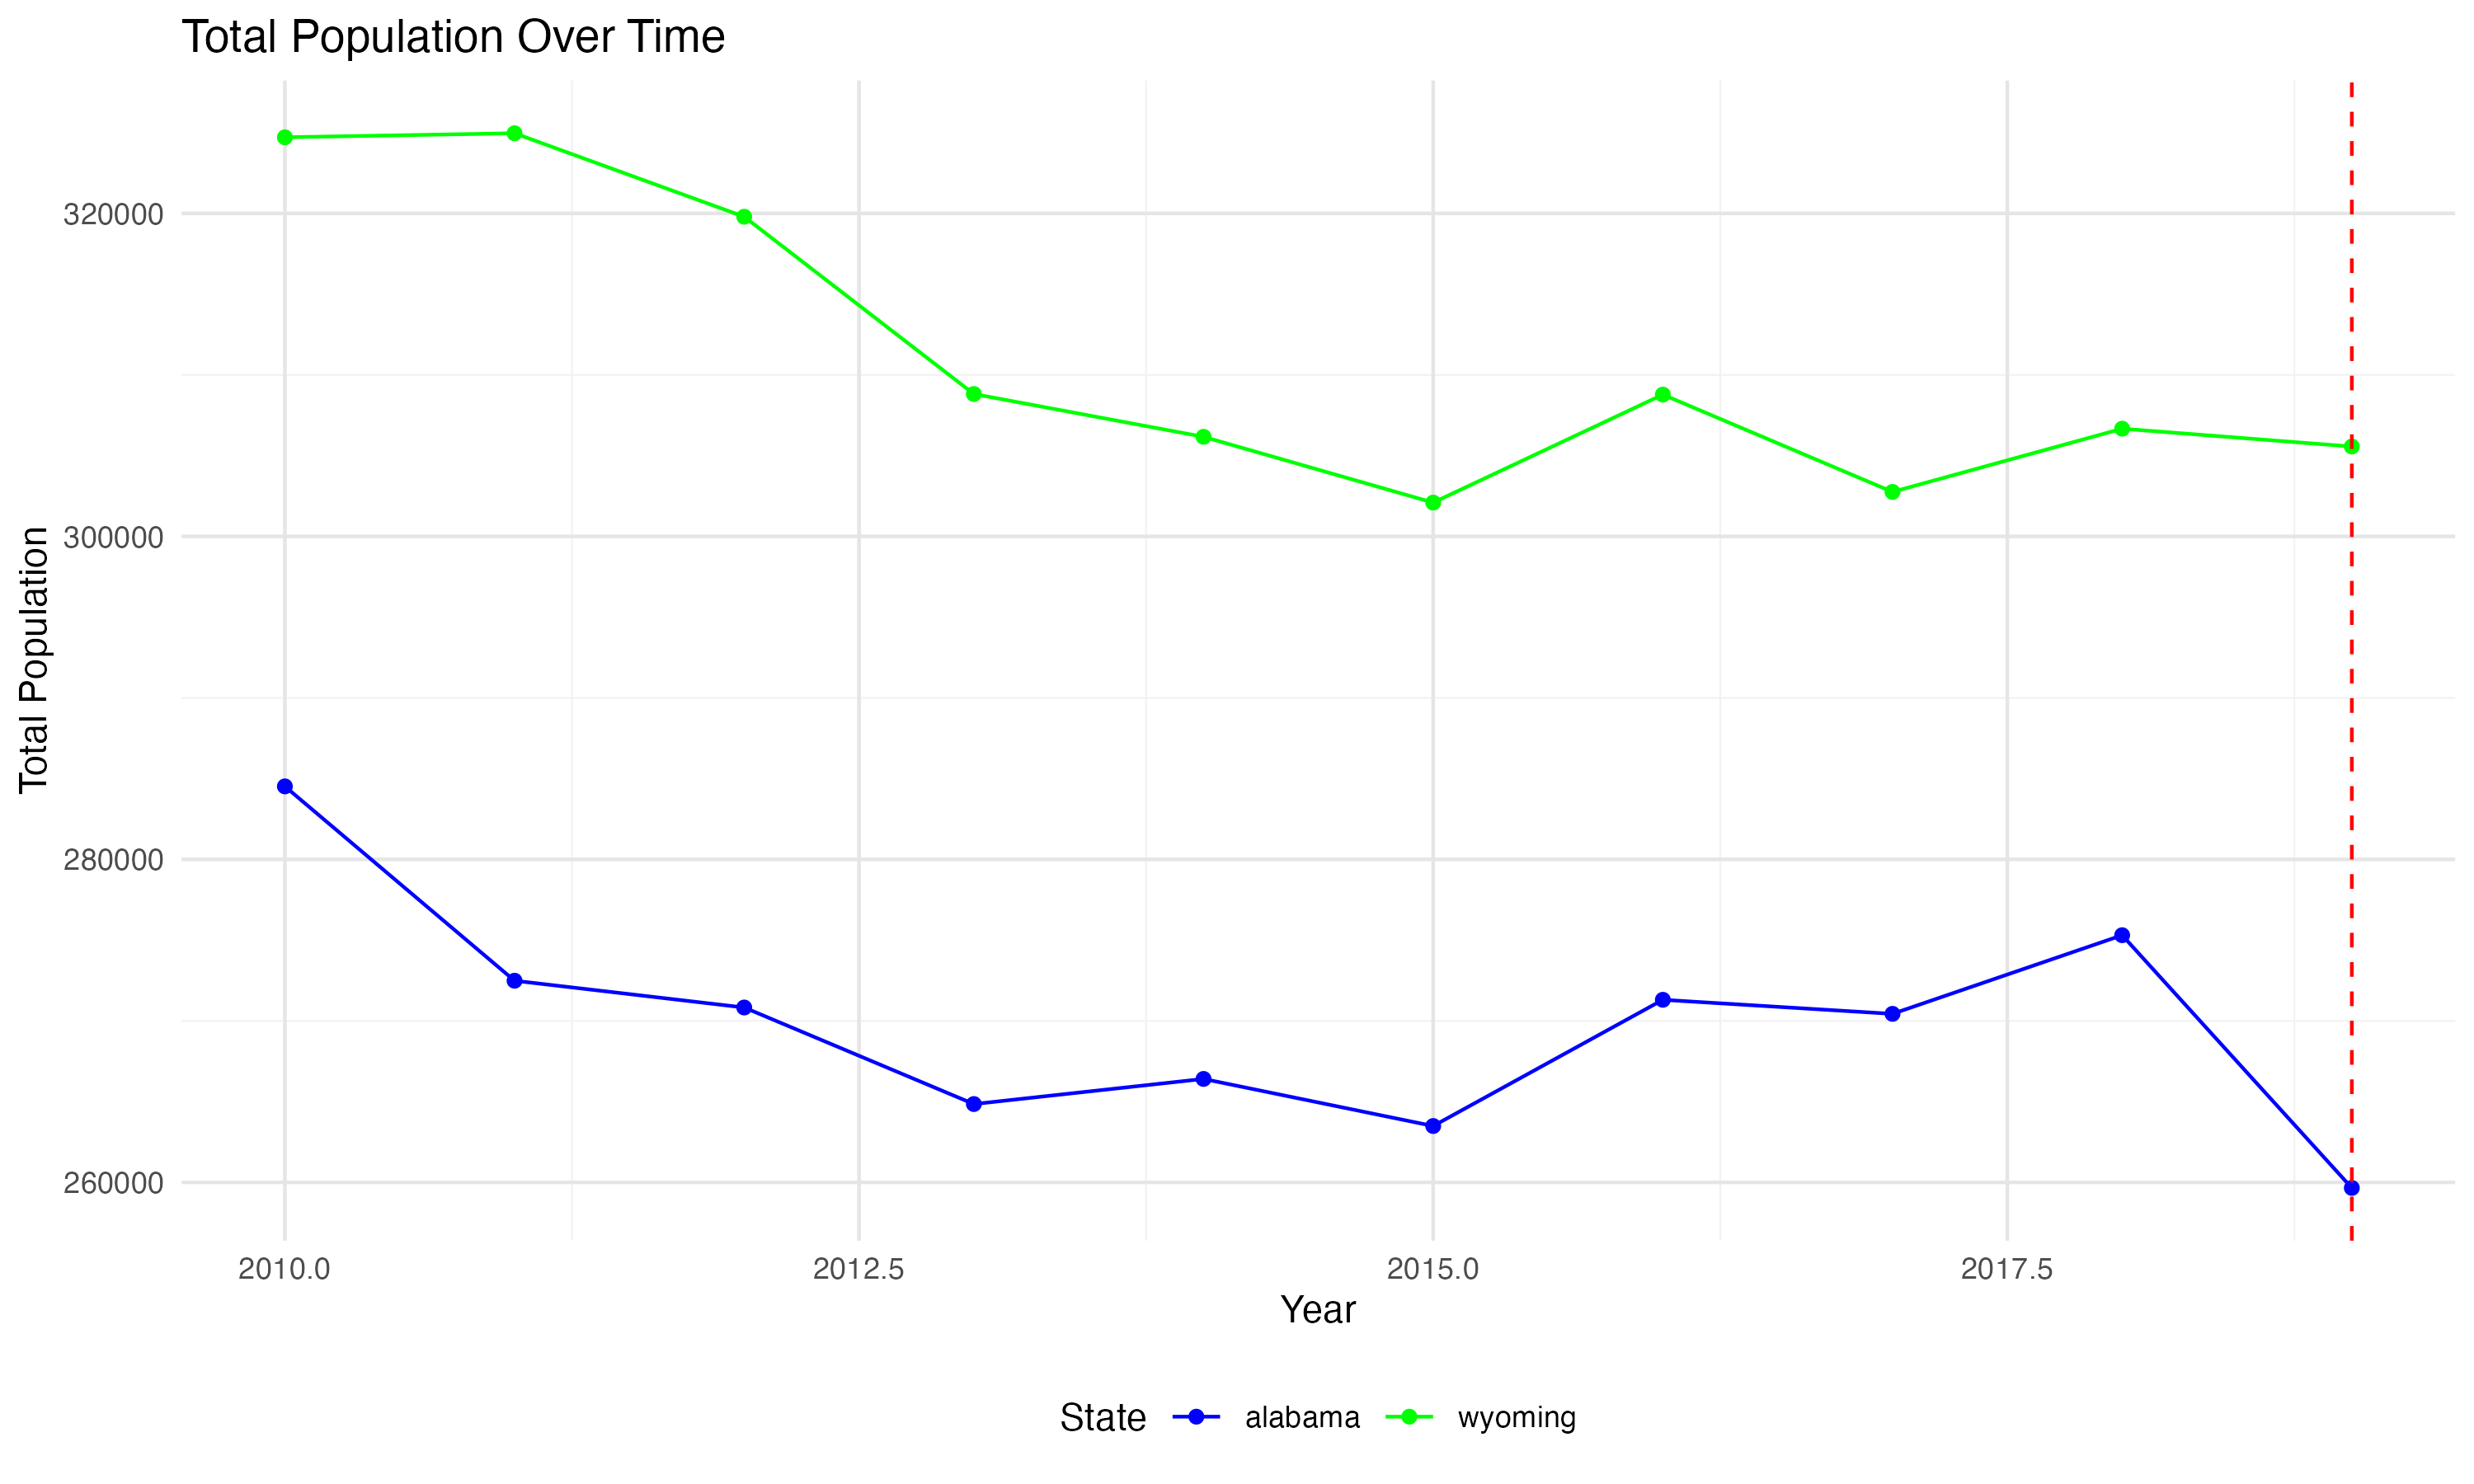 Total Population Over Time
Total Population
320000
300000
280000
260000
2010.0 2012.5 2015.0 2017.5
Year
State alabama wyoming